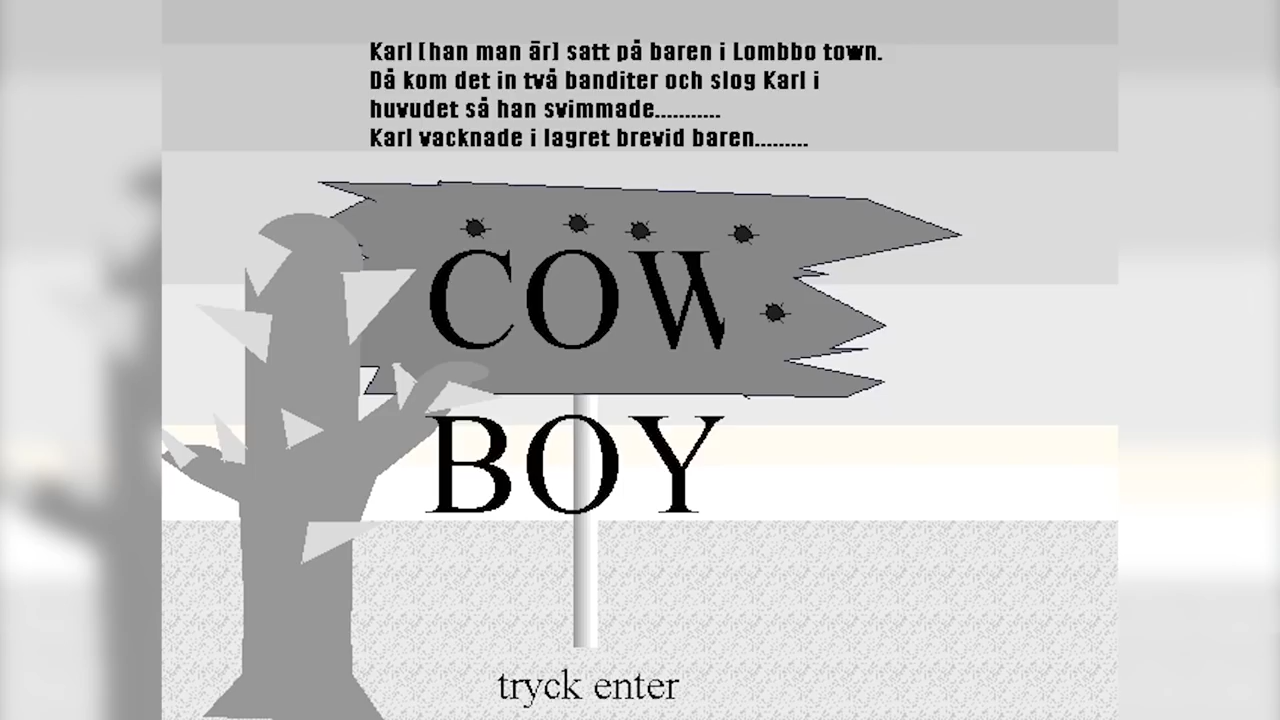 Karl [han man är] satt på baren i Lombbo town.
Då kom det in två banditer och slog Karl i
huvudet så han svimmade...........
Karl vacknade i lagret brevid baren.........
COW
BOY
tryck enter